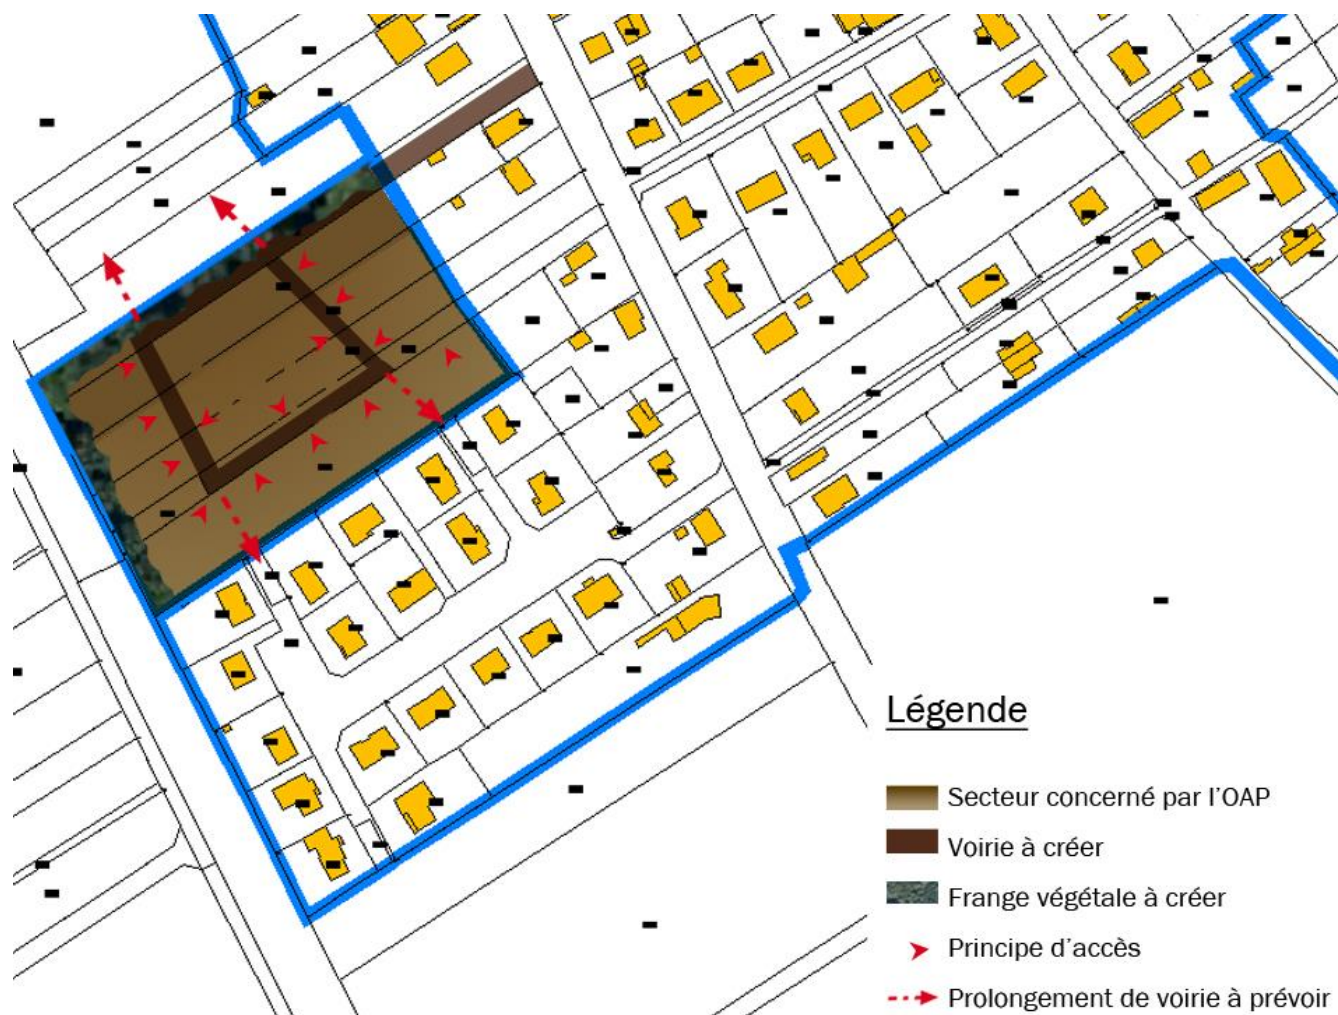 Légende
Secteur concerné par l'OAP
Voirie à créer
Frange végétale à créer
Principe d'accès
Prolongement de voirie à prévoir